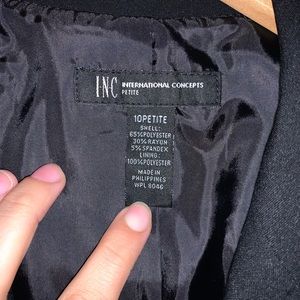 I.N.C INTERNATIONAL CONCEPTS
PETITE
10PETITE
SHELL:
65%POLYESTER
30%RAYON
5%SPANDEX
LINING:
100%POLYESTER
MADE IN
PHILIPPINES
WPL 8046